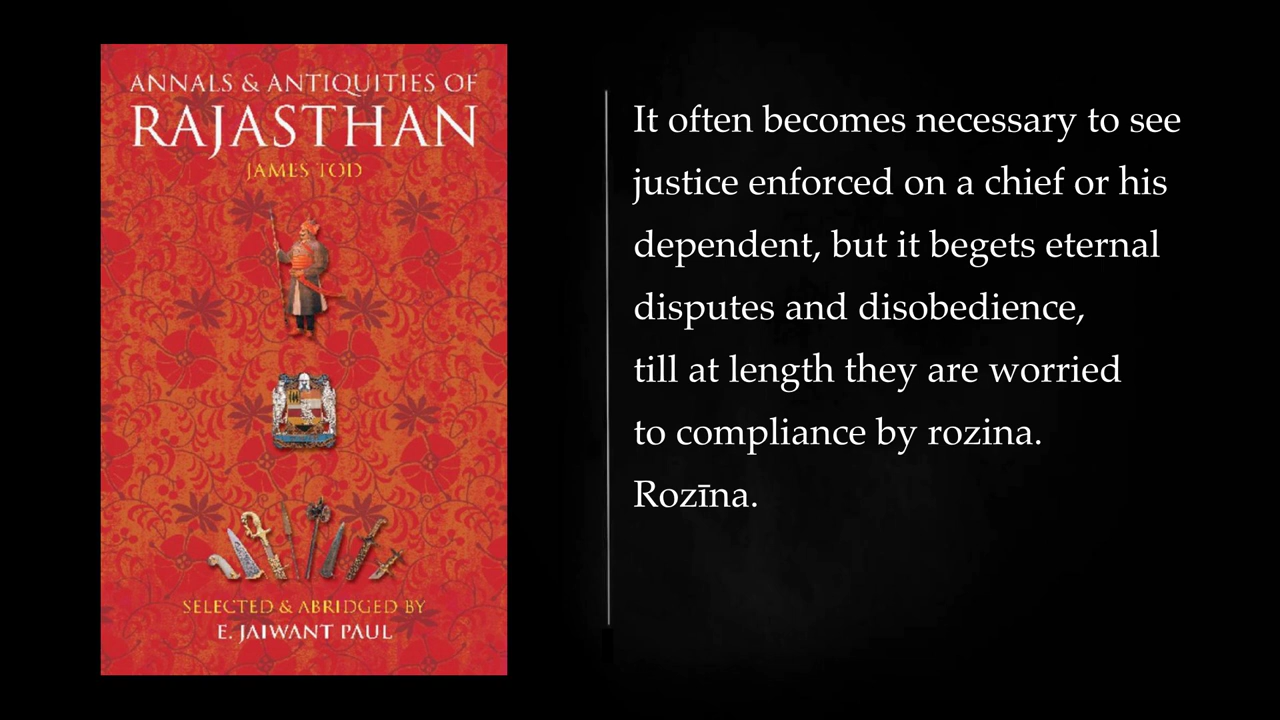 ANNALS & ANTIQUITIES OF
RAJASTHAN
JAMES TOD
SELECTED & ABRIDGED BY
E. JAIWANT PAUL
It often becomes necessary to see
justice enforced on a chief or his
dependent, but it begets eternal
disputes and disobedience,
till at length they are worried
to compliance by rozina.
Rozīna.